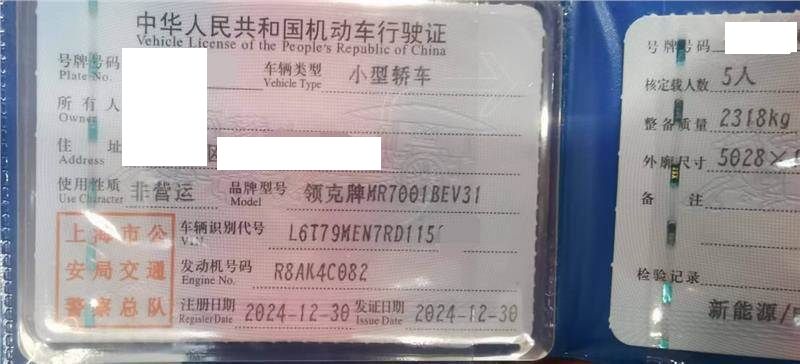 中华人民共和国机动车行驶证
Vehicle License of the People's Republic of China
号牌号码
Plate No.
车辆类型 小型轿车
Vehicle Type
所有人
Owner
住址
Address
使用性质 非营运 品牌型号 领克牌MR7001BEV31
Use Character Model
上海市公
安局交通
警察总队
车辆识别代号 L6T79MEN7RD115
VIN
发动机号码 R8AK4C082
Engine No.
注册日期 2024-12-30 发证日期 2024-12-30
Register Date Issue Date
号牌号码
核定载人数 5人
整备质量 2318kg
外廓尺寸 5028×
备注
检验记录
新能源/